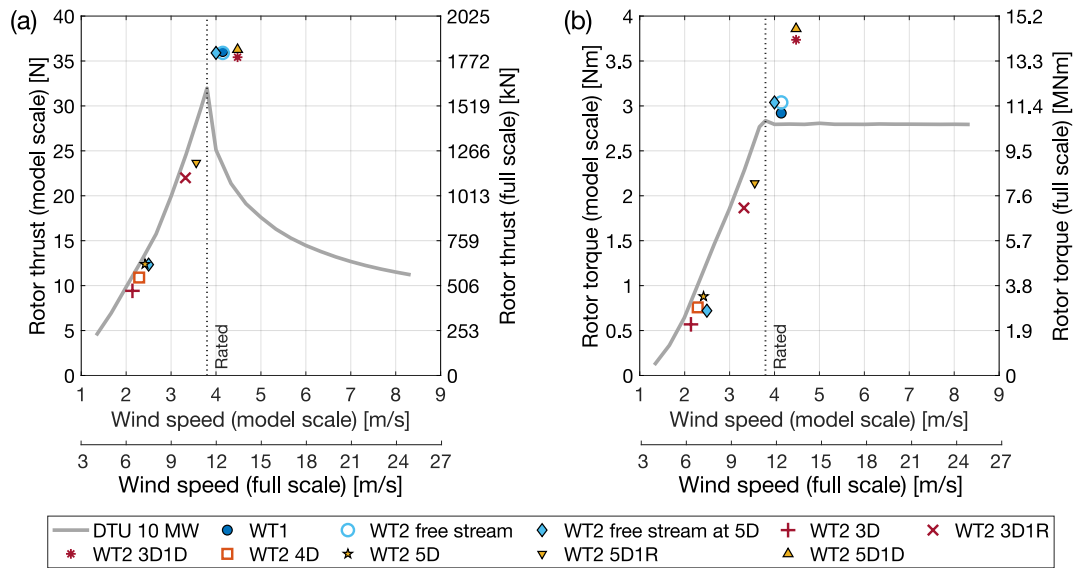 (a)
Rotor thrust (model scale) [N]
40
35
30
25
20
15
10
5
0
2025
1772
1519
1266
1013
759
506
253
0
Rotor thrust (full scale) [kN]
Rated
1 2 3 4 5 6 7 8 9
Wind speed (model scale) [m/s]
3 6 9 12 15 18 21 24 27
Wind speed (full scale) [m/s]
(b)
Rotor torque (model scale) [Nm]
4
3.5
3
2.5
2
1.5
1
0.5
0
15.2
13.3
11.4
9.5
7.6
5.7
3.8
2.9
0
Rotor torque (full scale) [MNm]
Rated
1 2 3 4 5 6 7 8 9
Wind speed (model scale) [m/s]
3 6 9 12 15 18 12 24 27
Wind speed (full scale) [m/s]
DTU 10 MW WT1 WT2 free stream WT2 free stream at 5D WT2 3D WT2 3D1R
WT2 3D1D WT2 4D WT2 5D WT2 5D1R WT2 5D1D